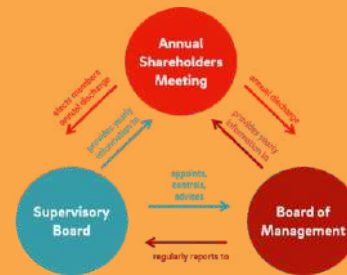 Annual
Shareholders
Meeting
elects members
annual discharge
provides yearly
information to
annual discharge
provides yearly
information to
appoints,
controls,
advices
Supervisory
Board
Board of
Management
regularly reports to